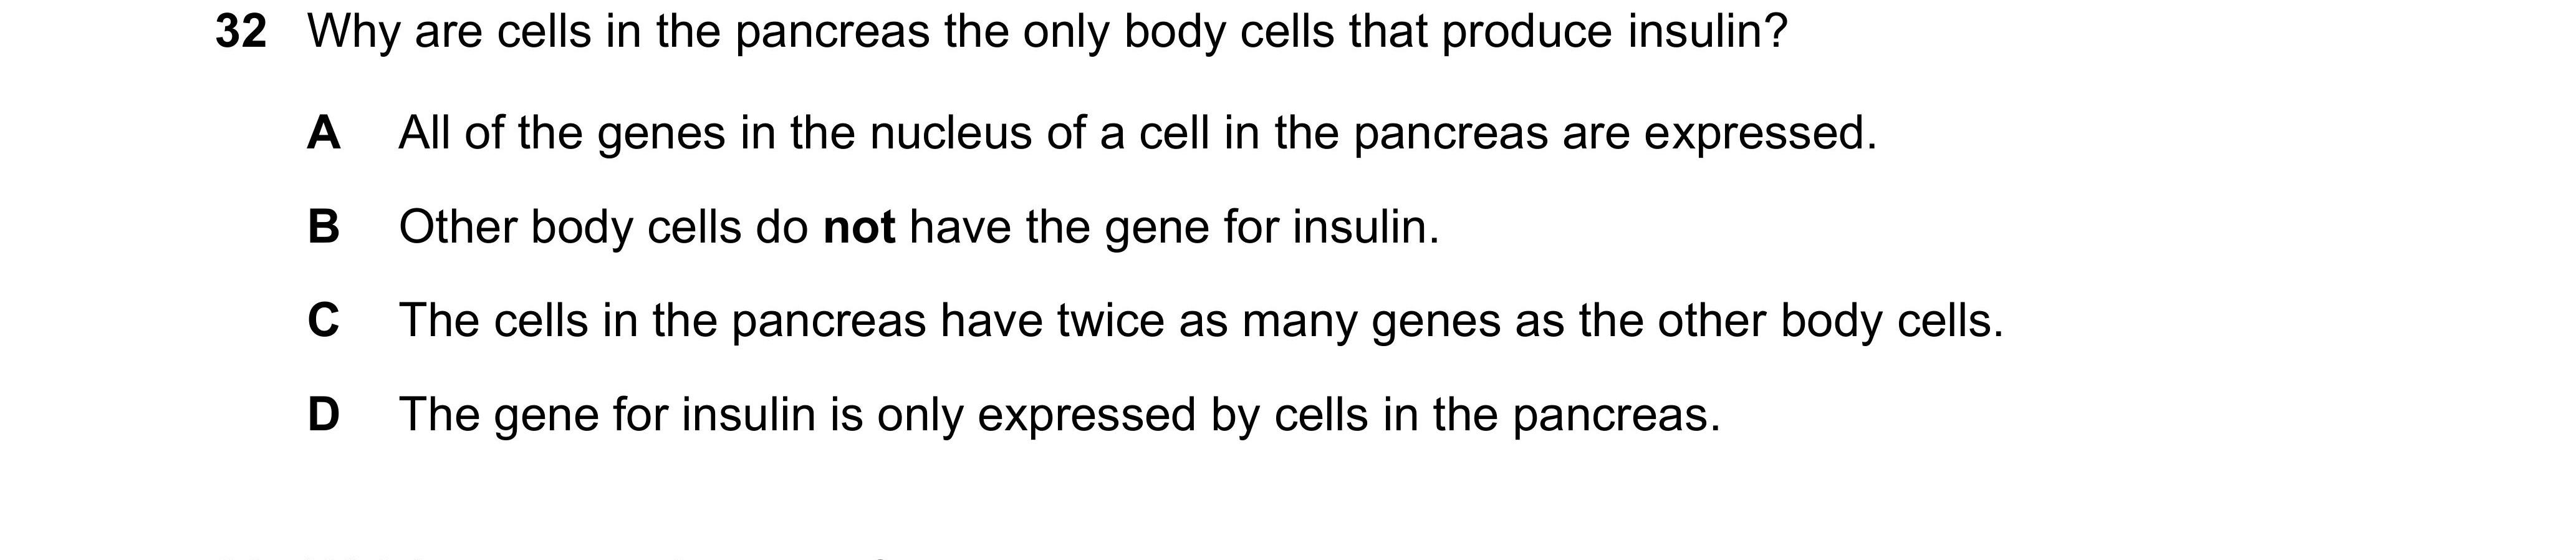 32 Why are cells in the pancreas the only body cells that produce insulin?
A All of the genes in the nucleus of a cell in the pancreas are expressed.
B Other body cells do not have the gene for insulin.
C The cells in the pancreas have twice as many genes as the other body cells.
D The gene for insulin is only expressed by cells in the pancreas.